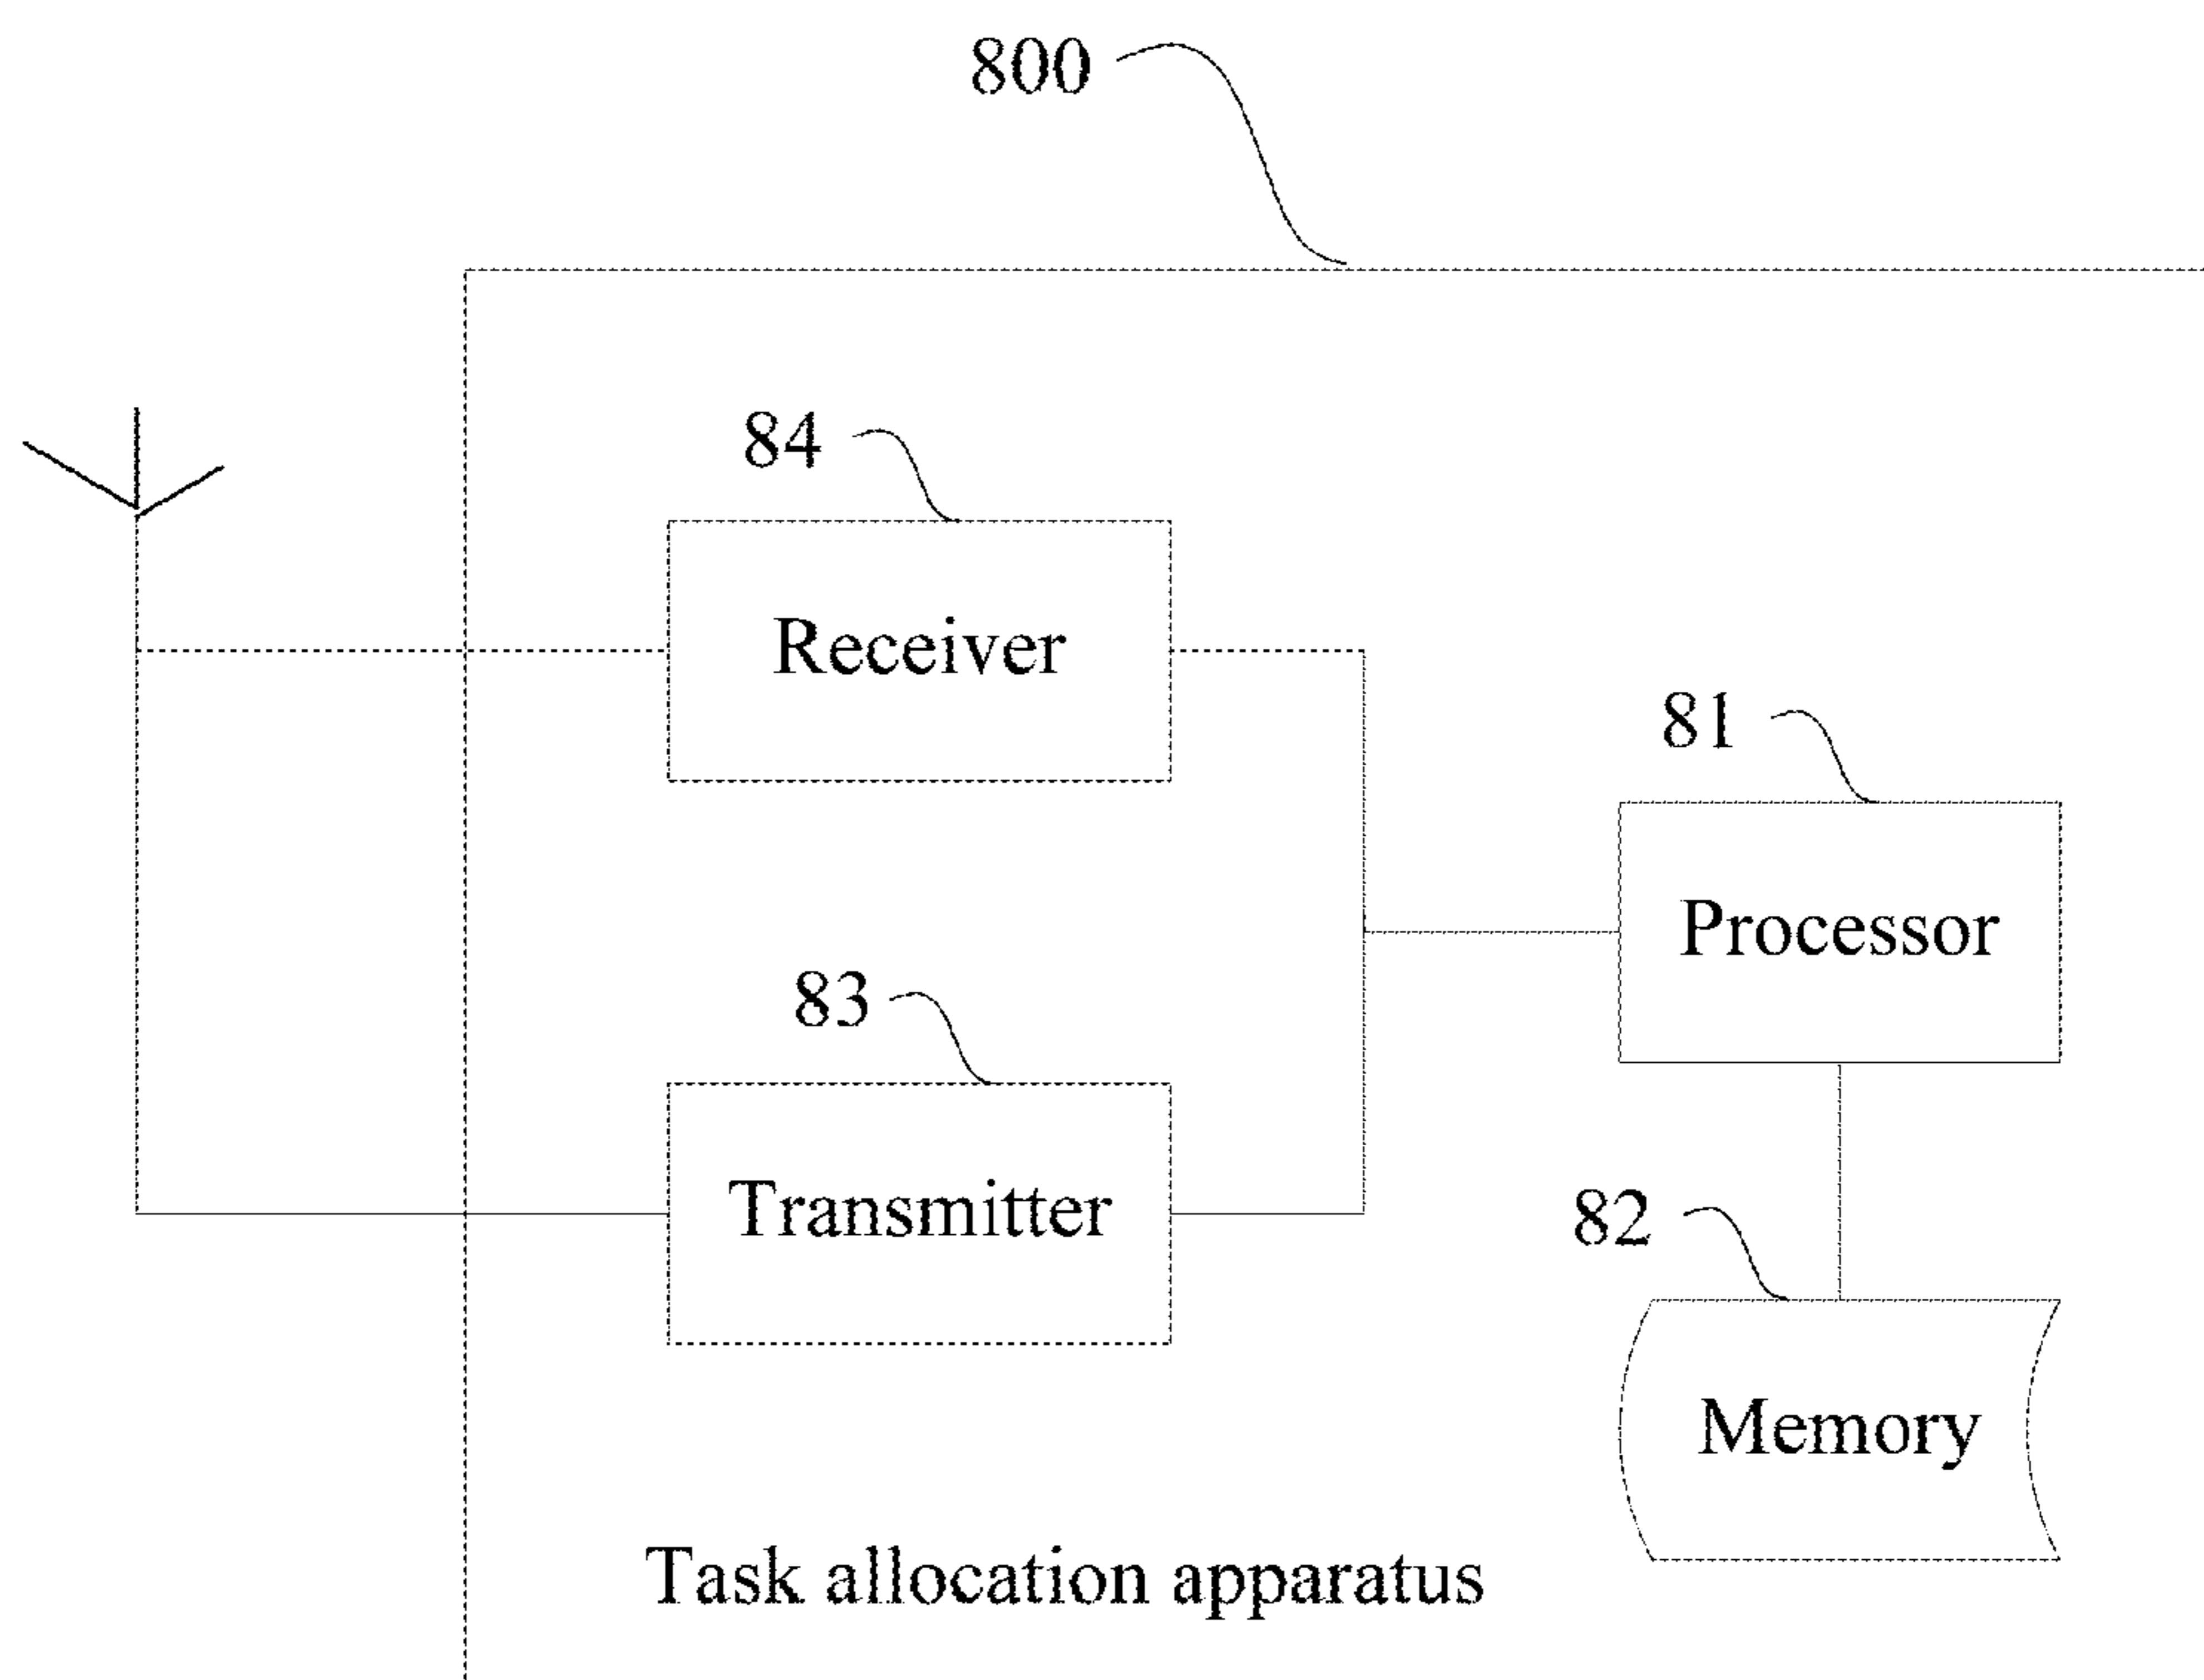 800
84
Receiver
81
Processor
83
Transmitter
82
Memory
Task allocation apparatus